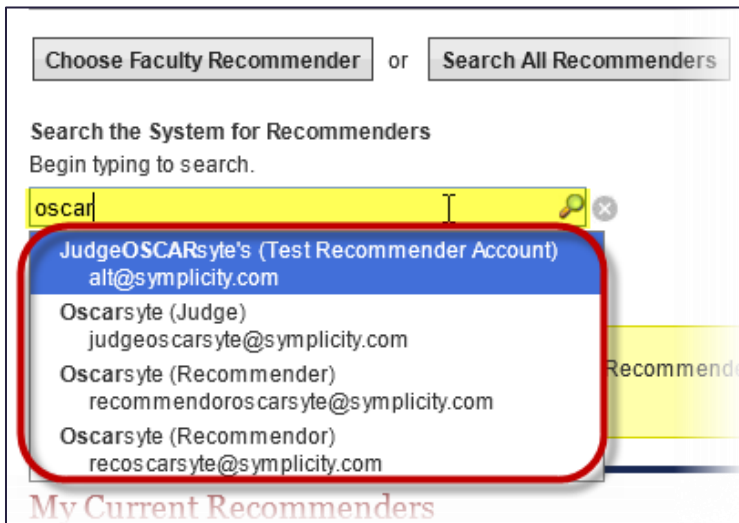 Choose Faculty Recommender or Search All Recommenders
Search the System for Recommenders
Begin typing to search.
oscar
JudgeOSCARsyte's (Test Recommender Account)
alt@symplicity.com
Oscarsyte (Judge)
judgeoscarsyte@symplicity.com
Oscarsyte (Recommender)
recommendoroscarsyte@symplicity.com
Oscarsyte (Recommendor)
recoscarsyte@symplicity.com
My Current Recommenders